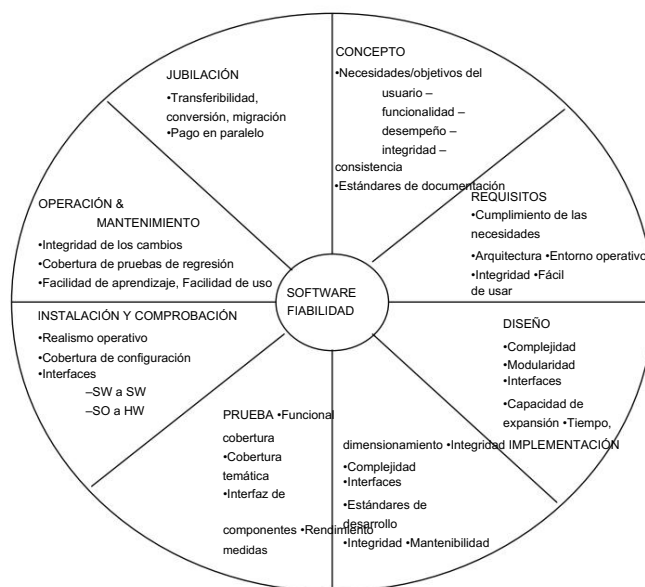 CONCEPTO
•Necesidades/objetivos del
usuario –
funcionalidad –
desempeño –
integridad –
consistencia
•Estándares de documentación
REQUISITOS
•Cumplimiento de las
necesidades
•Arquitectura •Entorno operativo
•Integridad •Fácil
de usar
DISEÑO
•Complejidad
•Modularidad
•Interfaces
•Capacidad de
expansión •Tiempo,
dimensionamiento •Integridad IMPLEMENTACIÓN
•Complejidad
•Interfaces
•Estándares de
desarrollo
•Integridad •Mantenibilidad
PRUEBA •Funcional
cobertura
•Cobertura
temática
•Interfaz de
componentes •Rendimiento
medidas
INSTALACIÓN Y COMPROBACIÓN
•Realismo operativo
•Cobertura de configuración
•Interfaces
–SW a SW
–SO a HW
OPERACIÓN &
MANTENIMIENTO
•Integridad de los cambios
•Cobertura de pruebas de regresión
•Facilidad de aprendizaje, Facilidad de uso
JUBILACIÓN
•Transferibilidad,
conversión, migración
•Pago en paralelo
SOFTWARE
FIABILIDAD